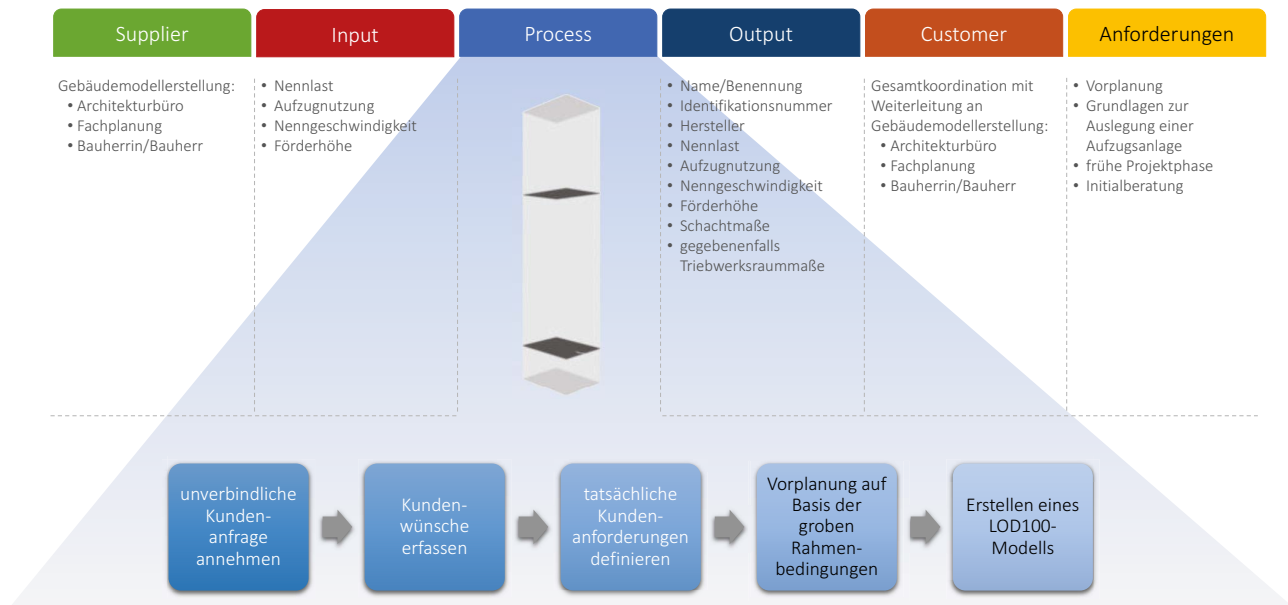 Supplier
Input
Process
Output
Customer
Anforderungen
Gebäudemodellerstellung:
• Architekturbüro
• Fachplanung
• Bauherrin/Bauherr
• Nennlast
• Aufzugnutzung
• Nenngeschwindigkeit
• Förderhöhe
• Name/Benennung
• Identifikationsnummer
• Hersteller
• Nennlast
• Aufzugnutzung
• Nenngeschwindigkeit
• Förderhöhe
• Schachtmaße
• gegebenenfalls
Triebwerksraummaße
Gesamtkoordination mit
Weiterleitung an
Gebäudemodellerstellung:
• Architekturbüro
• Fachplanung
• Bauherrin/Bauherr
• Vorplanung
• Grundlagen zur
Auslegung einer
Aufzugsanlage
• frühe Projektphase
• Initialberatung
unverbindliche
Kunden-
anfrage
annehmen
Kunden-
wünsche
erfassen
tatsächliche
Kunden-
anforderungen
definieren
Vorplanung auf
Basis der
groben
Rahmen-
bedingungen
Erstellen eines
LOD100-
Modells